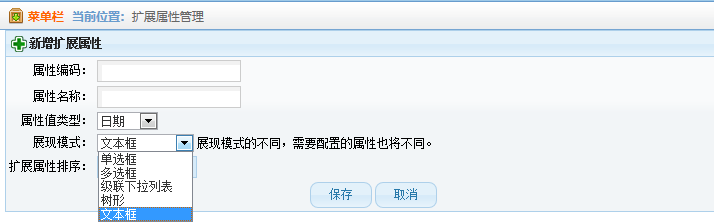 菜单栏 当前位置：扩展属性管理
新增扩展属性
属性编码：
属性名称：
属性值类型：日期
展现模式：文本框 展现模式的不同，需要配置的属性也将不同。
单选框
多选框
级联下拉列表
树形
文本框
扩展属性排序：
保存 取消